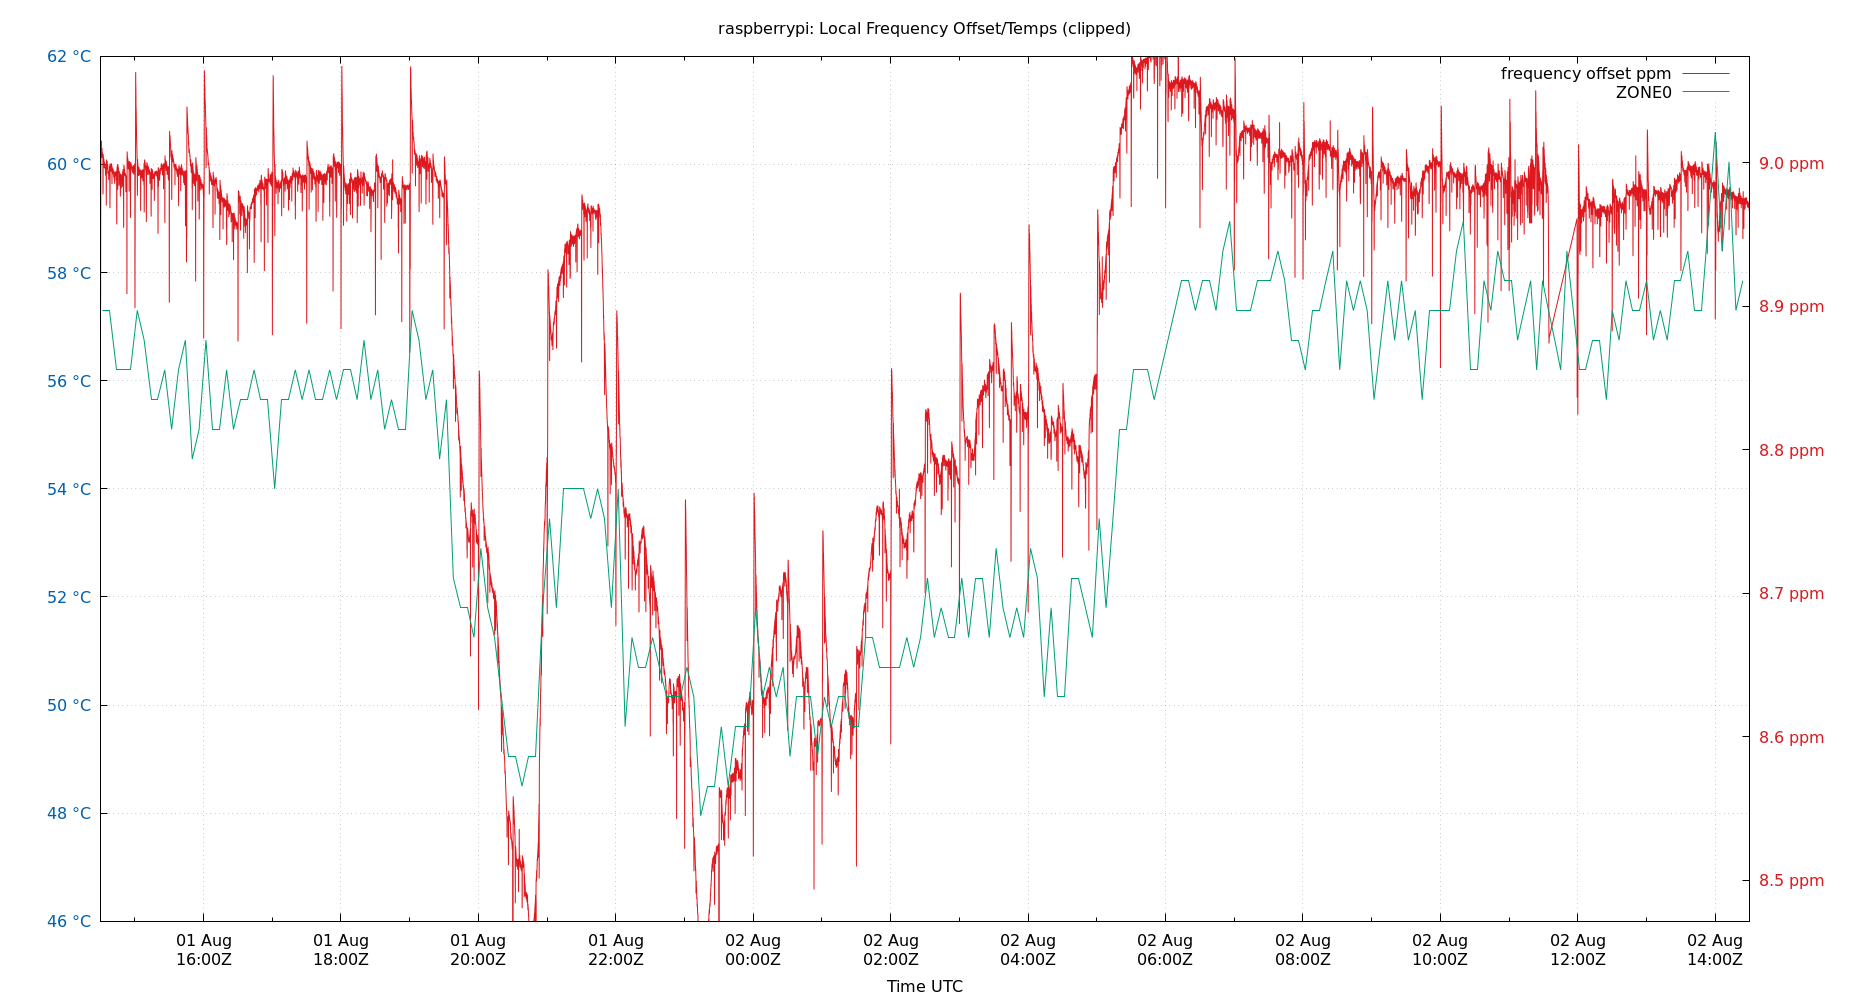 raspberrypi: Local Frequency Offset/Temps (clipped)
62 °C
60 °C
58 °C
56 °C
54 °C
52 °C
50 °C
48 °C
46 °C
frequency offset ppm
ZONE0
9.0 ppm
8.9 ppm
8.8 ppm
8.7 ppm
8.6 ppm
8.5 ppm
01 Aug
16:00Z
01 Aug
18:00Z
01 Aug
20:00Z
01 Aug
22:00Z
02 Aug
00:00Z
02 Aug
02:00Z
02 Aug
04:00Z
02 Aug
06:00Z
02 Aug
08:00Z
02 Aug
10:00Z
02 Aug
12:00Z
02 Aug
14:00Z
Time UTC